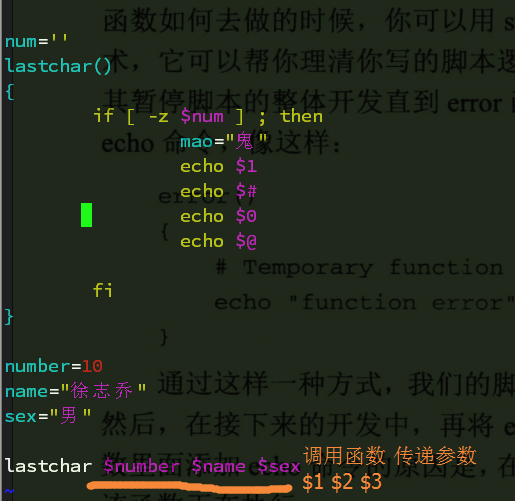 函数如何去做的时候，你可以用 s
num=''
lastchar()
术，它可以帮你理清你写的脚本逻
{
其暂停脚本的整体开发直到 error
if [ -z $num ] ; then
mao="鬼"
echo 命令，像这样：
echo $1
echo $#
error()
echo $0
{
echo $@
# Temporary function
fi
echo "function error"
}
}
number=10
通过这样一种方式，我们的脚
name="徐志乔"
sex="男"
然后，在接下来的开发中，再将 e
lastchar $number $name $sex 调用函数 传递参数
$1 $2 $3
~